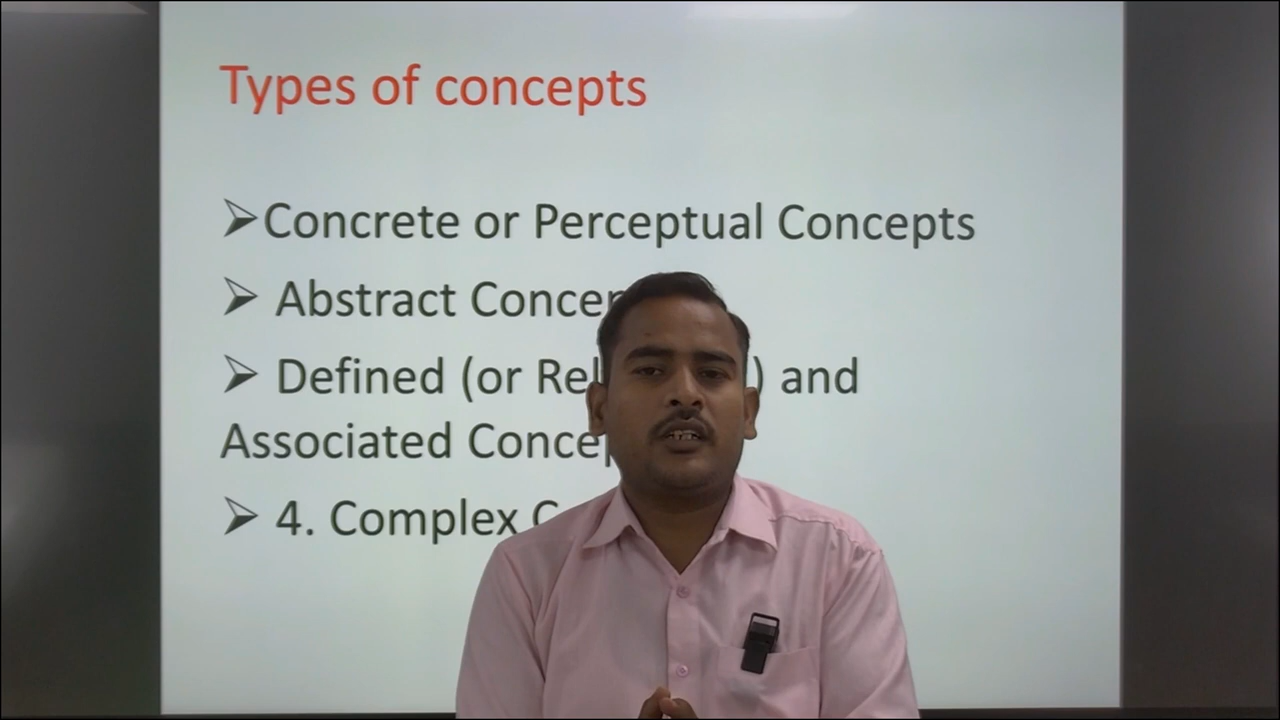 Types of concepts
➢Concrete or Perceptual Concepts
➢ Abstract
➢ Defined (or and
Associated
➢ 4. Complex